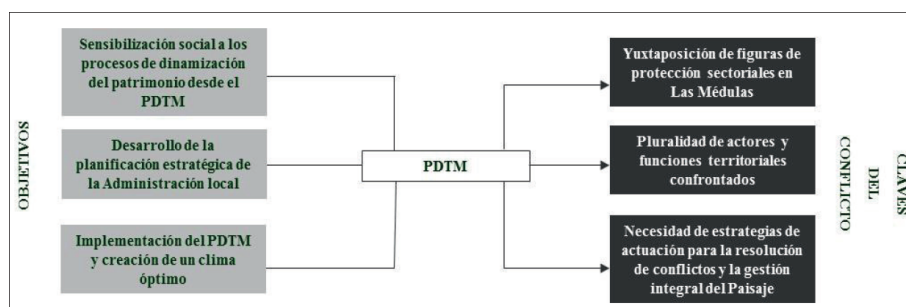 OBJETIVOS
Sensibilización social a los
procesos de dinamización
del patrimonio desde el
PDTM
Desarrollo de la
planificación estratégica de
la Administración local
Implementación del PDTM
y creación de un clima
óptimo
PDTM
Yuxtaposición de figuras de
protección sectoriales en
Las Médulas
Pluralidad de actores y
funciones territoriales
confrontados
Necesidad de estrategias de
actuación para la resolución
de conflictos y la gestión
integral del Paisaje
CLAVES
DEL
CONFLICTO